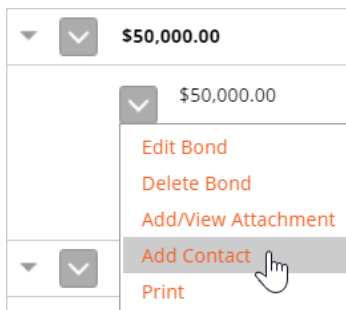 $50,000.00
$50,000.00
Edit Bond
Delete Bond
Add/View Attachment
Add Contact
Print